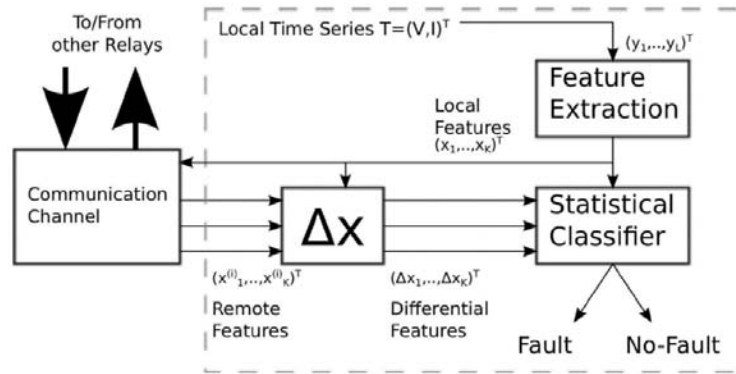 To/From
other Relays
Local Time Series T=(V,I)ᵀ
(y₁,..,y_L)ᵀ
Feature
Extraction
Local
Features
(x₁,..,x_K)ᵀ
Communication
Channel
Δx
Statistical
Classifier
(x⁽ⁱ⁾₁,..,x⁽ⁱ⁾_K)ᵀ
Remote
Features
(Δx₁,..,Δx_K)ᵀ
Differential
Features
Fault
No-Fault